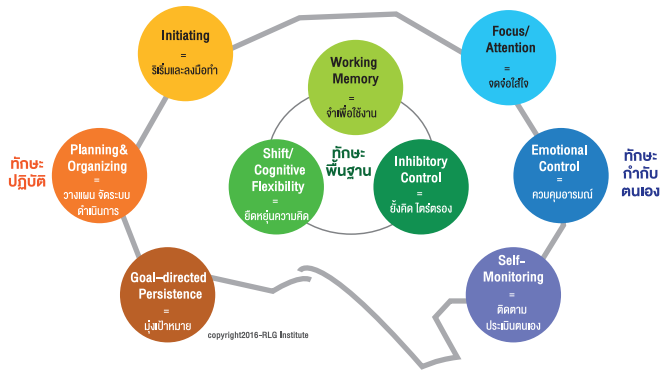 Initiating
=
ริเริ่มและลงมือทำ
Focus/
Attention
=
จดจ่อใส่ใจ
Working
Memory
=
จำเพื่อใช้งาน
ทักษะ
ปฏิบัติ
Planning&
Organizing
=
วางแผน จัดระบบ
ดำเนินการ
Shift/
Cognitive
Flexibility
=
ยืดหยุ่นความคิด
ทักษะ
พื้นฐาน
Inhibitory
Control
=
ยั้งคิด ไตร่ตรอง
Emotional
Control
=
ควบคุมอารมณ์
ทักษะ
กำกับ
ตนเอง
Goal–directed
Persistence
=
มุ่งเป้าหมาย
Self-
Monitoring
=
ติดตาม
ประเมินตนเอง
copyright2016-RLG Institute